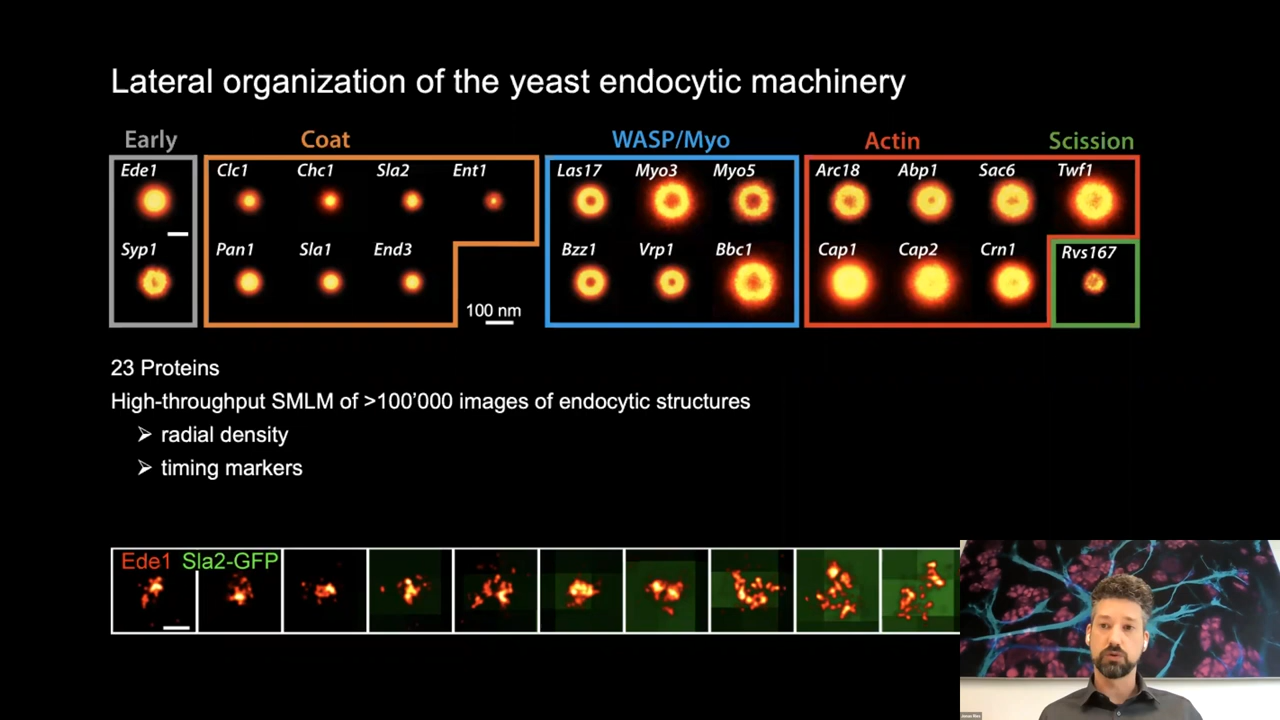 Lateral organization of the yeast endocytic machinery
Early Coat WASP/Myo Actin Scission
Ede1 Clc1 Chc1 Sla2 Ent1 Las17 Myo3 Myo5 Arc18 Abp1 Sac6 Twf1
Syp1 Pan1 Sla1 End3 Bzz1 Vrp1 Bbc1 Cap1 Cap2 Crn1 Rvs167
100 nm
23 Proteins
High-throughput SMLM of >100'000 images of endocytic structures
➢ radial density
➢ timing markers
Ede1 Sla2-GFP